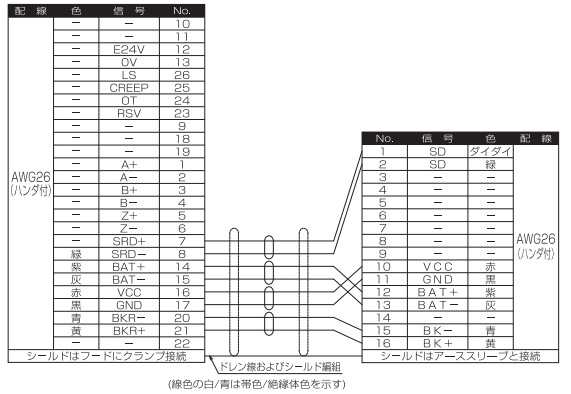 配 線 色 信 号 No.
－ － 10
－ － 11
－ E24V 12
－ 0V 13
－ LS 26
－ CREEP 25
－ OT 24
－ RSV 23
－ － 9
－ － 18
－ － 19
－ A+ 1
AWG26
(ハンダ付)
－ A− 2
－ B+ 3
－ B− 4
－ Z+ 5
－ Z− 6
－ SRD+ 7
緑 SRD− 8
紫 BAT+ 14
灰 BAT− 15
赤 VCC 16
黒 GND 17
青 BKR− 20
黄 BKR+ 21
－ － 22
シールドはフードにクランプ接続
No. 信 号 色 配 線
1 SD ダイダイ
2 SD 緑
3 － －
4 － －
5 － －
6 － －
7 － －
8 － －
9 － －
AWG26
(ハンダ付)
10 VCC 赤
11 GND 黒
12 BAT+ 紫
13 BAT− 灰
14 － －
15 BK− 青
16 BK+ 黄
シールドはアーススリーブと接続
ドレン線およびシールド編組
(線色の白/青は帯色/絶縁体色を示す)